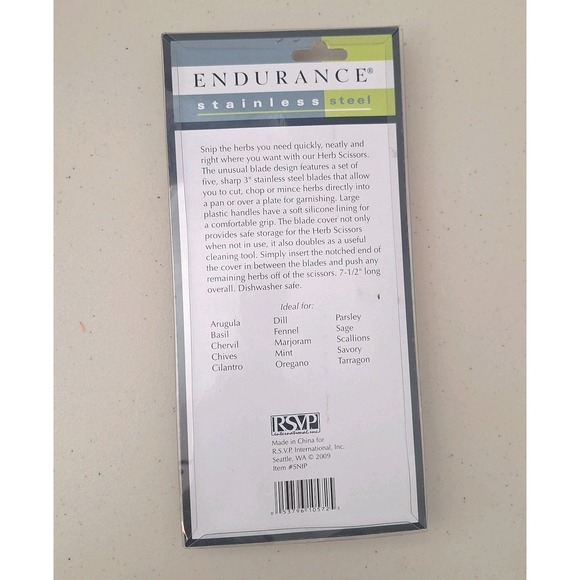 ENDURANCE®
stainless steel
Snip the herbs you need quickly, neatly and
right where you want with our Herb Scissors.
The unusual blade design features a set of
five, sharp 3" stainless steel blades that allow
you to cut, chop or mince herbs directly into
a pan or over a plate for garnishing. Large
plastic handles have a soft silicone lining for
a comfortable grip. The blade cover not only
provides safe storage for the Herb Scissors
when not in use, it also doubles as a useful
cleaning tool. Simply insert the notched end of
the cover in between the blades and push any
remaining herbs off of the scissors. 7-1/2" long
overall. Dishwasher safe.
Ideal for:
Arugula Dill Parsley
Basil Fennel Sage
Chervil Marjoram Scallions
Chives Mint Savory
Cilantro Oregano Tarragon
RSVP
International, Inc.
Made in China for
R.S.V.P. International, Inc.
Seattle, WA © 2009
Item #SNIP